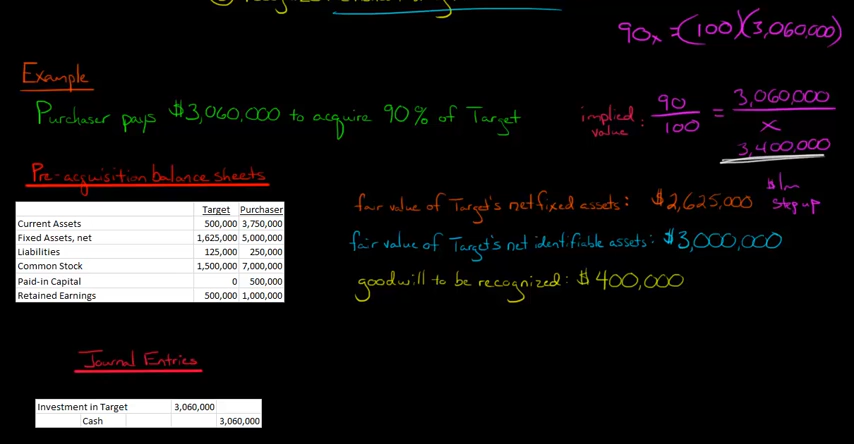 90x = (100)(3,060,000)
Example
Purchaser pays $3,060,000 to acquire 90% of Target
implied value: 90/100 = 3,060,000/x
3,400,000
Pre-acquisition balance sheets
$1m
step up
Target Purchaser
Current Assets 500,000 3,750,000
Fixed Assets, net 1,625,000 5,000,000
Liabilities 125,000 250,000
Common Stock 1,500,000 7,000,000
Paid-in Capital 0 500,000
Retained Earnings 500,000 1,000,000
fair value of Target's net fixed assets: $2,625,000
fair value of Target's net identifiable assets: $3,000,000
goodwill to be recognized: $400,000
Journal Entries
Investment in Target 3,060,000
Cash 3,060,000